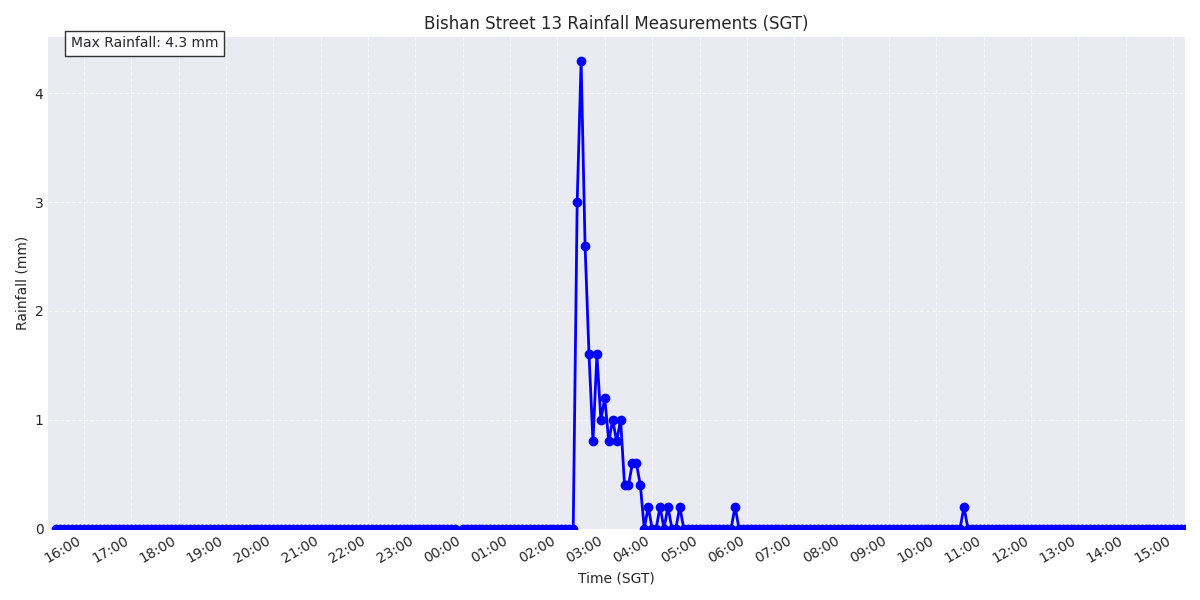 Bishan Street 13 Rainfall Measurements (SGT)
Max Rainfall: 4.3 mm
Rainfall (mm)
4
3
2
1
0
16:00 17:00 18:00 19:00 20:00 21:00 22:00 23:00 00:00 01:00 02:00 03:00 04:00 05:00 06:00 07:00 08:00 09:00 10:00 11:00 12:00 13:00 14:00 15:00
Time (SGT)